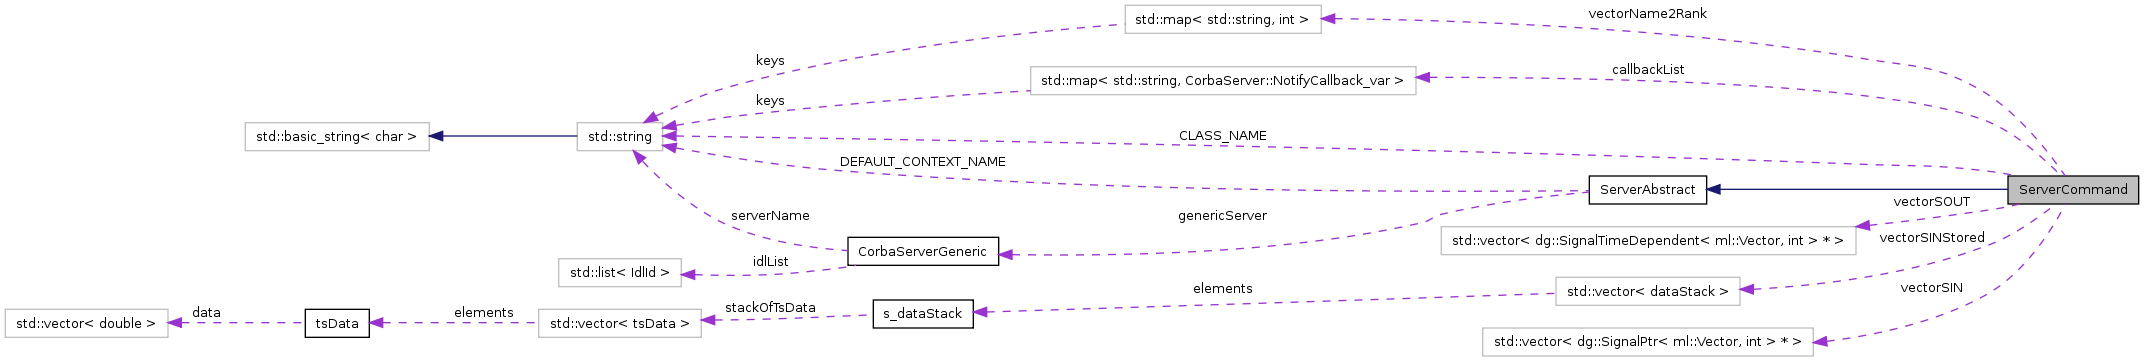 std::map< std::string, int >
vectorName2Rank
keys
callbackList
std::map< std::string, CorbaServer::NotifyCallback_var >
keys
std::basic_string< char >
std::string
CLASS_NAME
DEFAULT_CONTEXT_NAME
ServerAbstract
ServerCommand
vectorSOUT
serverName
genericServer
vectorSINStored
std::vector< dg::SignalTimeDependent< ml::Vector, int > * >
CorbaServerGeneric
idlList
std::list< IdlId >
elements
vectorSIN
std::vector< dataStack >
data
elements
stackOfTsData
s_dataStack
std::vector< double >
tsData
std::vector< tsData >
std::vector< dg::SignalPtr< ml::Vector, int > * >